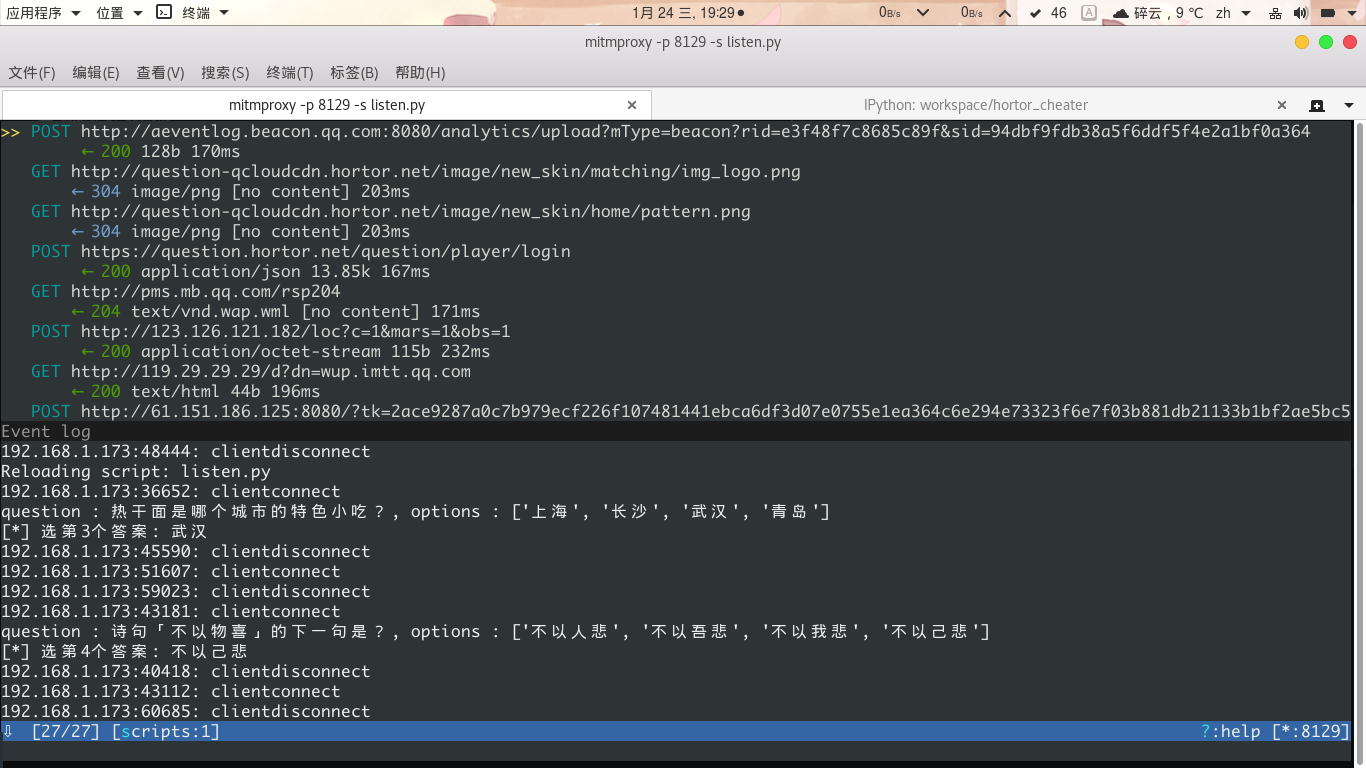 应用程序 位置 终端 1月 24 三, 19:29 0B/s 0B/s 46 A 碎云 , 9 ℃ zh
mitmproxy -p 8129 -s listen.py
文件(F) 编辑(E) 查看(V) 搜索(S) 终端(T) 标签(B) 帮助(H)
mitmproxy -p 8129 -s listen.py × IPython: workspace/hortor_cheater ×
>> POST http://aeventlog.beacon.qq.com:8080/analytics/upload?mType=beacon?rid=e3f48f7c8685c89f&sid=94dbf9fdb38a5f6ddf5f4e2a1bf0a364
← 200 128b 170ms
GET http://question-qcloudcdn.hortor.net/image/new_skin/matching/img_logo.png
← 304 image/png [no content] 203ms
GET http://question-qcloudcdn.hortor.net/image/new_skin/home/pattern.png
← 304 image/png [no content] 203ms
POST https://question.hortor.net/question/player/login
← 200 application/json 13.85k 167ms
GET http://pms.mb.qq.com/rsp204
← 204 text/vnd.wap.wml [no content] 171ms
POST http://123.126.121.182/loc?c=1&mars=1&obs=1
← 200 application/octet-stream 115b 232ms
GET http://119.29.29.29/d?dn=wup.imtt.qq.com
← 200 text/html 44b 196ms
POST http://61.151.186.125:8080/?tk=2ace9287a0c7b979ecf226f107481441ebca6df3d07e0755e1ea364c6e294e73323f6e7f03b881db21133b1bf2ae5bc5
Event log
192.168.1.173:48444: clientdisconnect
Reloading script: listen.py
192.168.1.173:36652: clientconnect
question : 热干面是哪个城市的特色小吃？, options : ['上海', '长沙', '武汉', '青岛']
[*] 选第3个答案: 武汉
192.168.1.173:45590: clientdisconnect
192.168.1.173:51607: clientconnect
192.168.1.173:59023: clientdisconnect
192.168.1.173:43181: clientconnect
question : 诗句「不以物喜」的下一句是？, options : ['不以人悲', '不以吾悲', '不以我悲', '不以己悲']
[*] 选第4个答案: 不以己悲
192.168.1.173:40418: clientdisconnect
192.168.1.173:43112: clientconnect
192.168.1.173:60685: clientdisconnect
⇩ [27/27] [scripts:1] ?:help [*:8129]